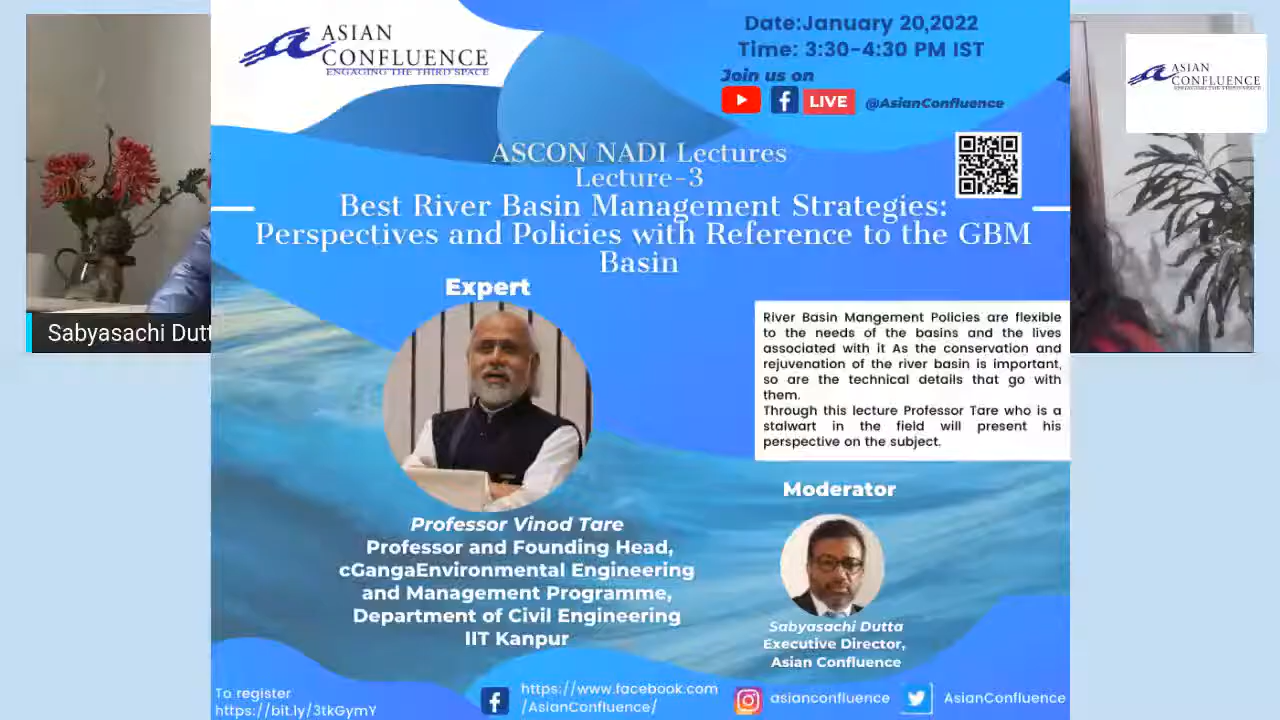 ASIAN
CONFLUENCE
ENGAGING THE THIRD SPACE
Date:January 20,2022
Time: 3:30-4:30 PM IST
Join us on
LIVE @AsianConfluence
ASIAN
CONFLUENCE
ENGAGING THE THIRD SPACE
ASCON NADI Lectures
Lecture-3
Best River Basin Management Strategies:
Perspectives and Policies with Reference to the GBM
Basin
Sabyasachi Dutt
Expert
Professor Vinod Tare
Professor and Founding Head,
cGangaEnvironmental Engineering
and Management Programme,
Department of Civil Engineering
IIT Kanpur
River Basin Mangement Policies are flexible
to the needs of the basins and the lives
associated with it As the conservation and
rejuvenation of the river basin is important,
so are the technical details that go with
them.
Through this lecture Professor Tare who is a
stalwart in the field will present his
perspective on the subject.
Moderator
Sabyasachi Dutta
Executive Director,
Asian Confluence
To register
https://bit.ly/3tkGymY
https://www.facebook.com
/AsianConfluence/
asianconfluence
AsianConfluence